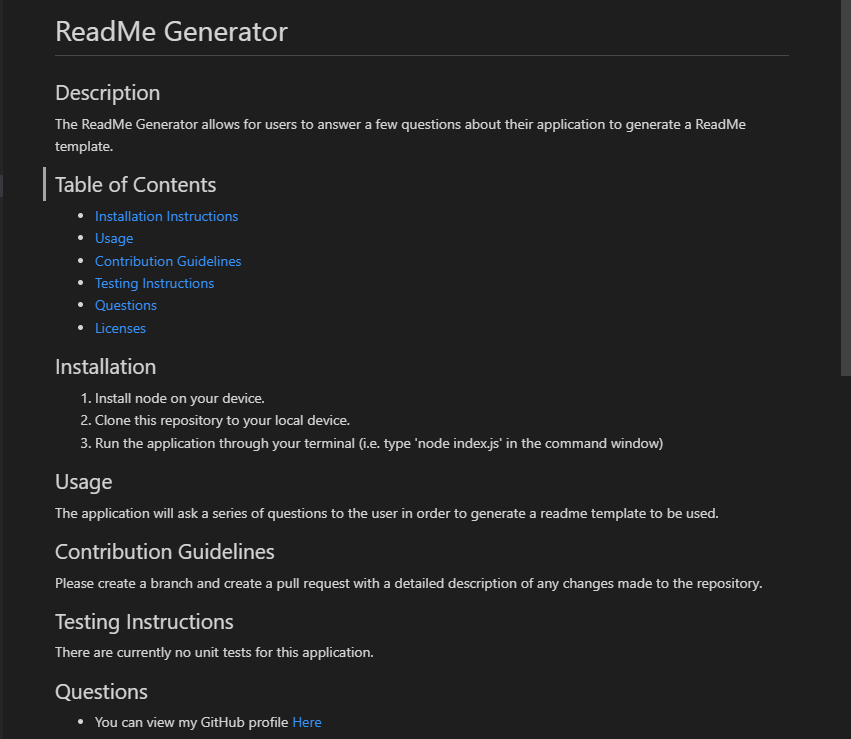 ReadMe Generator
Description
The ReadMe Generator allows for users to answer a few questions about their application to generate a ReadMe
template.
Table of Contents
• Installation Instructions
• Usage
• Contribution Guidelines
• Testing Instructions
• Questions
• Licenses
Installation
1. Install node on your device.
2. Clone this repository to your local device.
3. Run the application through your terminal (i.e. type 'node index.js' in the command window)
Usage
The application will ask a series of questions to the user in order to generate a readme template to be used.
Contribution Guidelines
Please create a branch and create a pull request with a detailed description of any changes made to the repository.
Testing Instructions
There are currently no unit tests for this application.
Questions
• You can view my GitHub profile Here